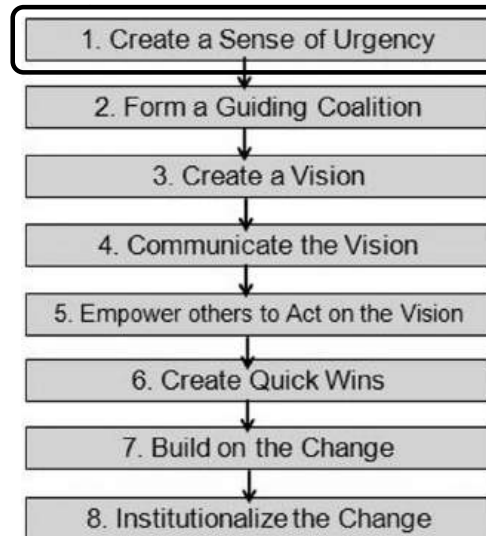 1. Create a Sense of Urgency
2. Form a Guiding Coalition
3. Create a Vision
4. Communicate the Vision
5. Empower others to Act on the Vision
6. Create Quick Wins
7. Build on the Change
8. Institutionalize the Change